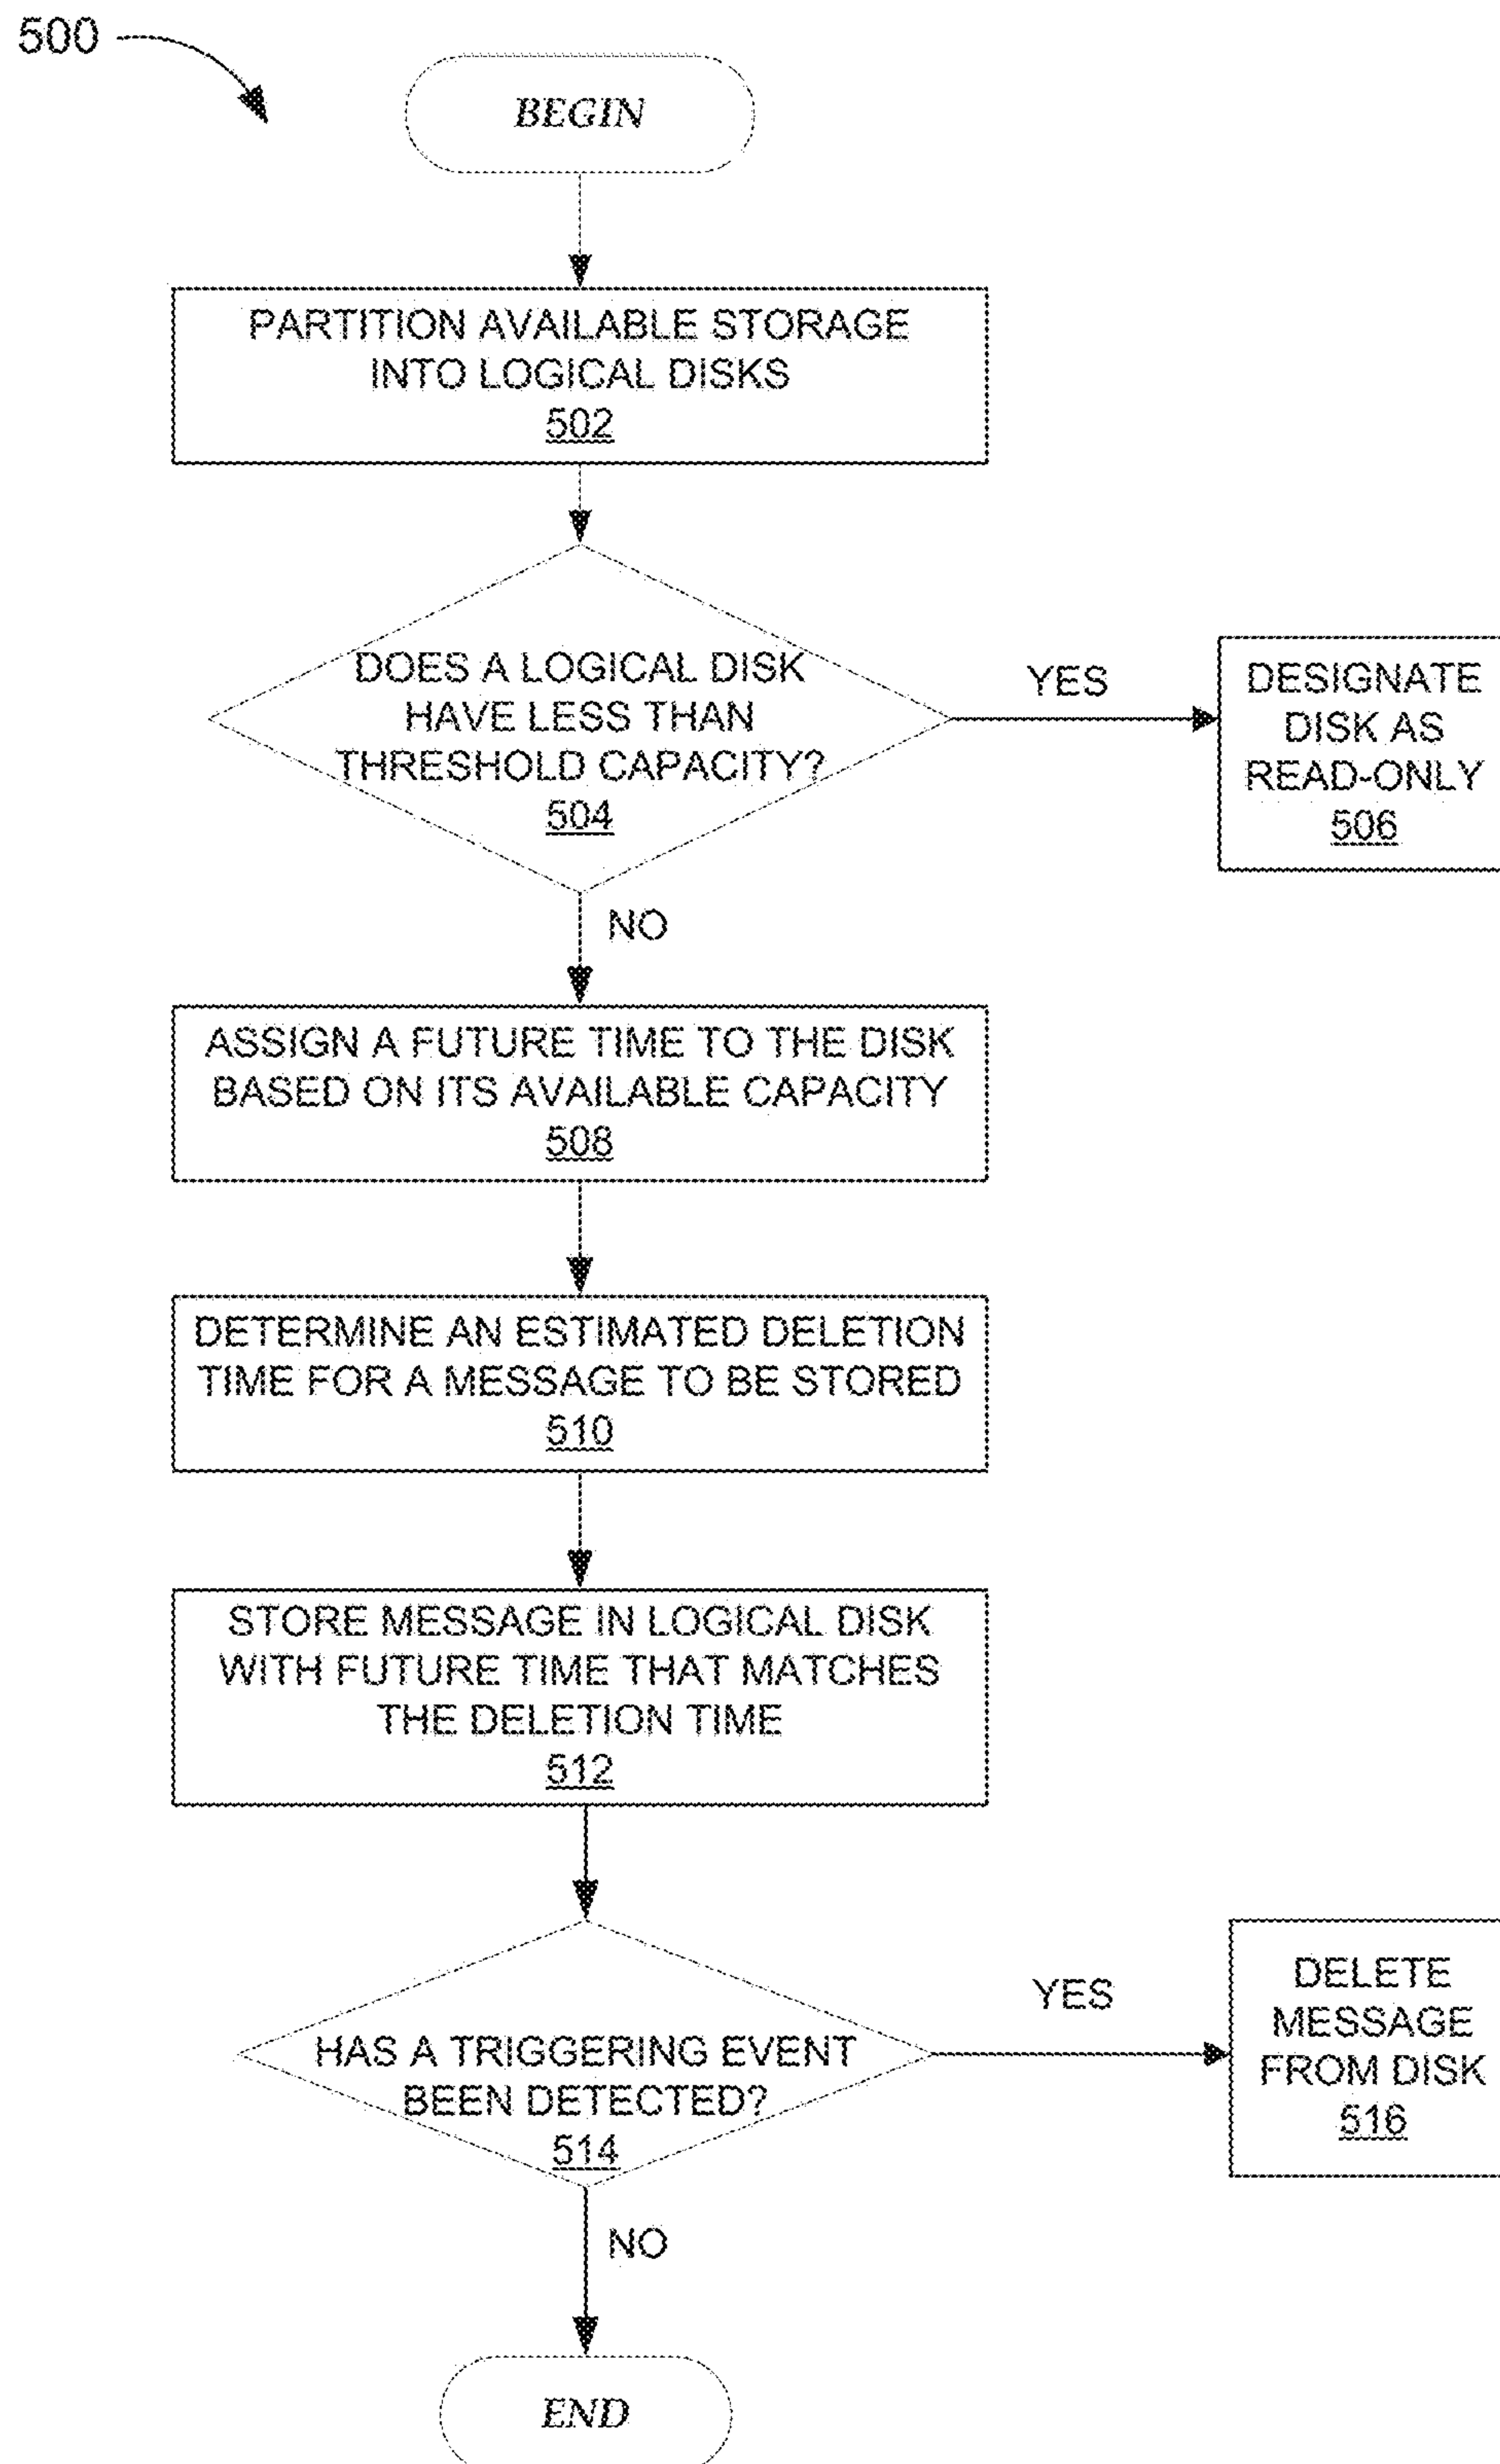 500
BEGIN
PARTITION AVAILABLE STORAGE
INTO LOGICAL DISKS
502
DOES A LOGICAL DISK
HAVE LESS THAN
THRESHOLD CAPACITY?
504
YES
DESIGNATE
DISK AS
READ-ONLY
506
NO
ASSIGN A FUTURE TIME TO THE DISK
BASED ON ITS AVAILABLE CAPACITY
508
DETERMINE AN ESTIMATED DELETION
TIME FOR A MESSAGE TO BE STORED
510
STORE MESSAGE IN LOGICAL DISK
WITH FUTURE TIME THAT MATCHES
THE DELETION TIME
512
HAS A TRIGGERING EVENT
BEEN DETECTED?
514
YES
DELETE
MESSAGE
FROM DISK
516
NO
END